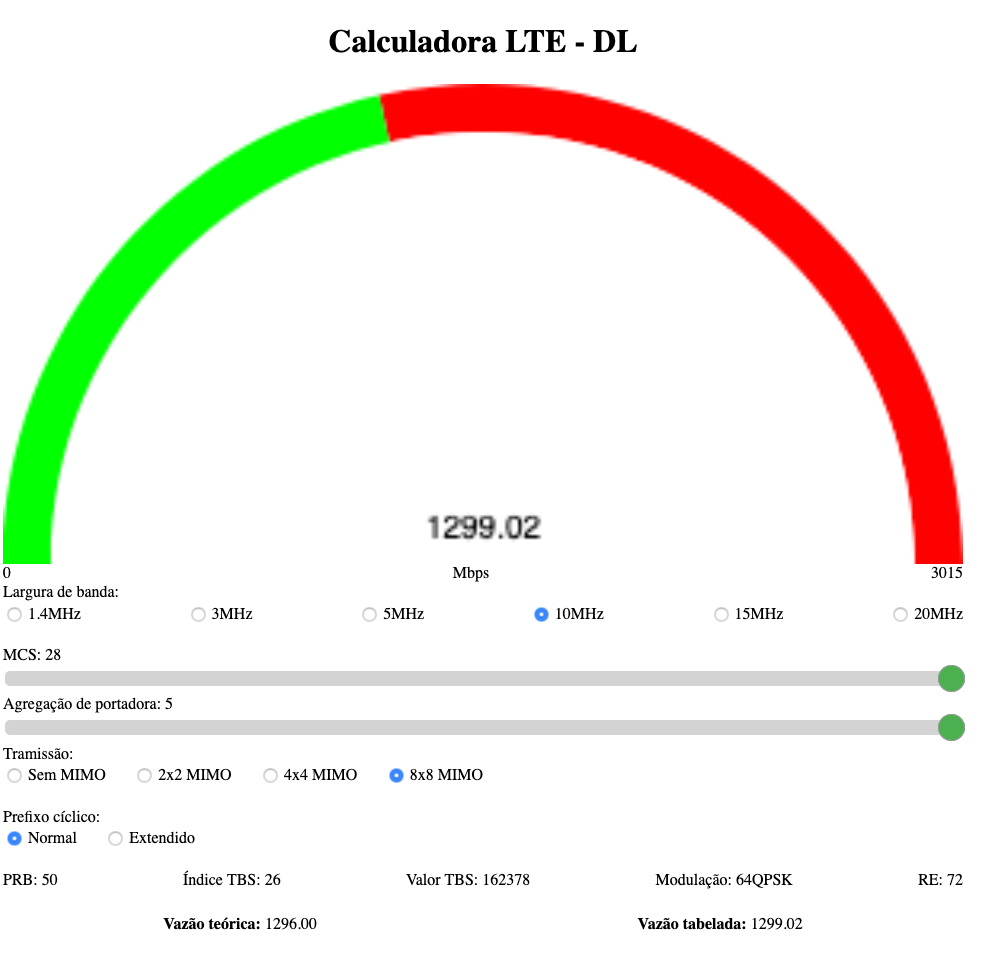 Calculadora LTE - DL
1299.02
0 Mbps 3015
Largura de banda:
1.4MHz 3MHz 5MHz 10MHz 15MHz 20MHz
MCS: 28
Agregação de portadora: 5
Tramissão:
Sem MIMO 2x2 MIMO 4x4 MIMO 8x8 MIMO
Prefixo cíclico:
Normal Extendido
PRB: 50 Índice TBS: 26 Valor TBS: 162378 Modulação: 64QPSK RE: 72
Vazão teórica: 1296.00 Vazão tabelada: 1299.02